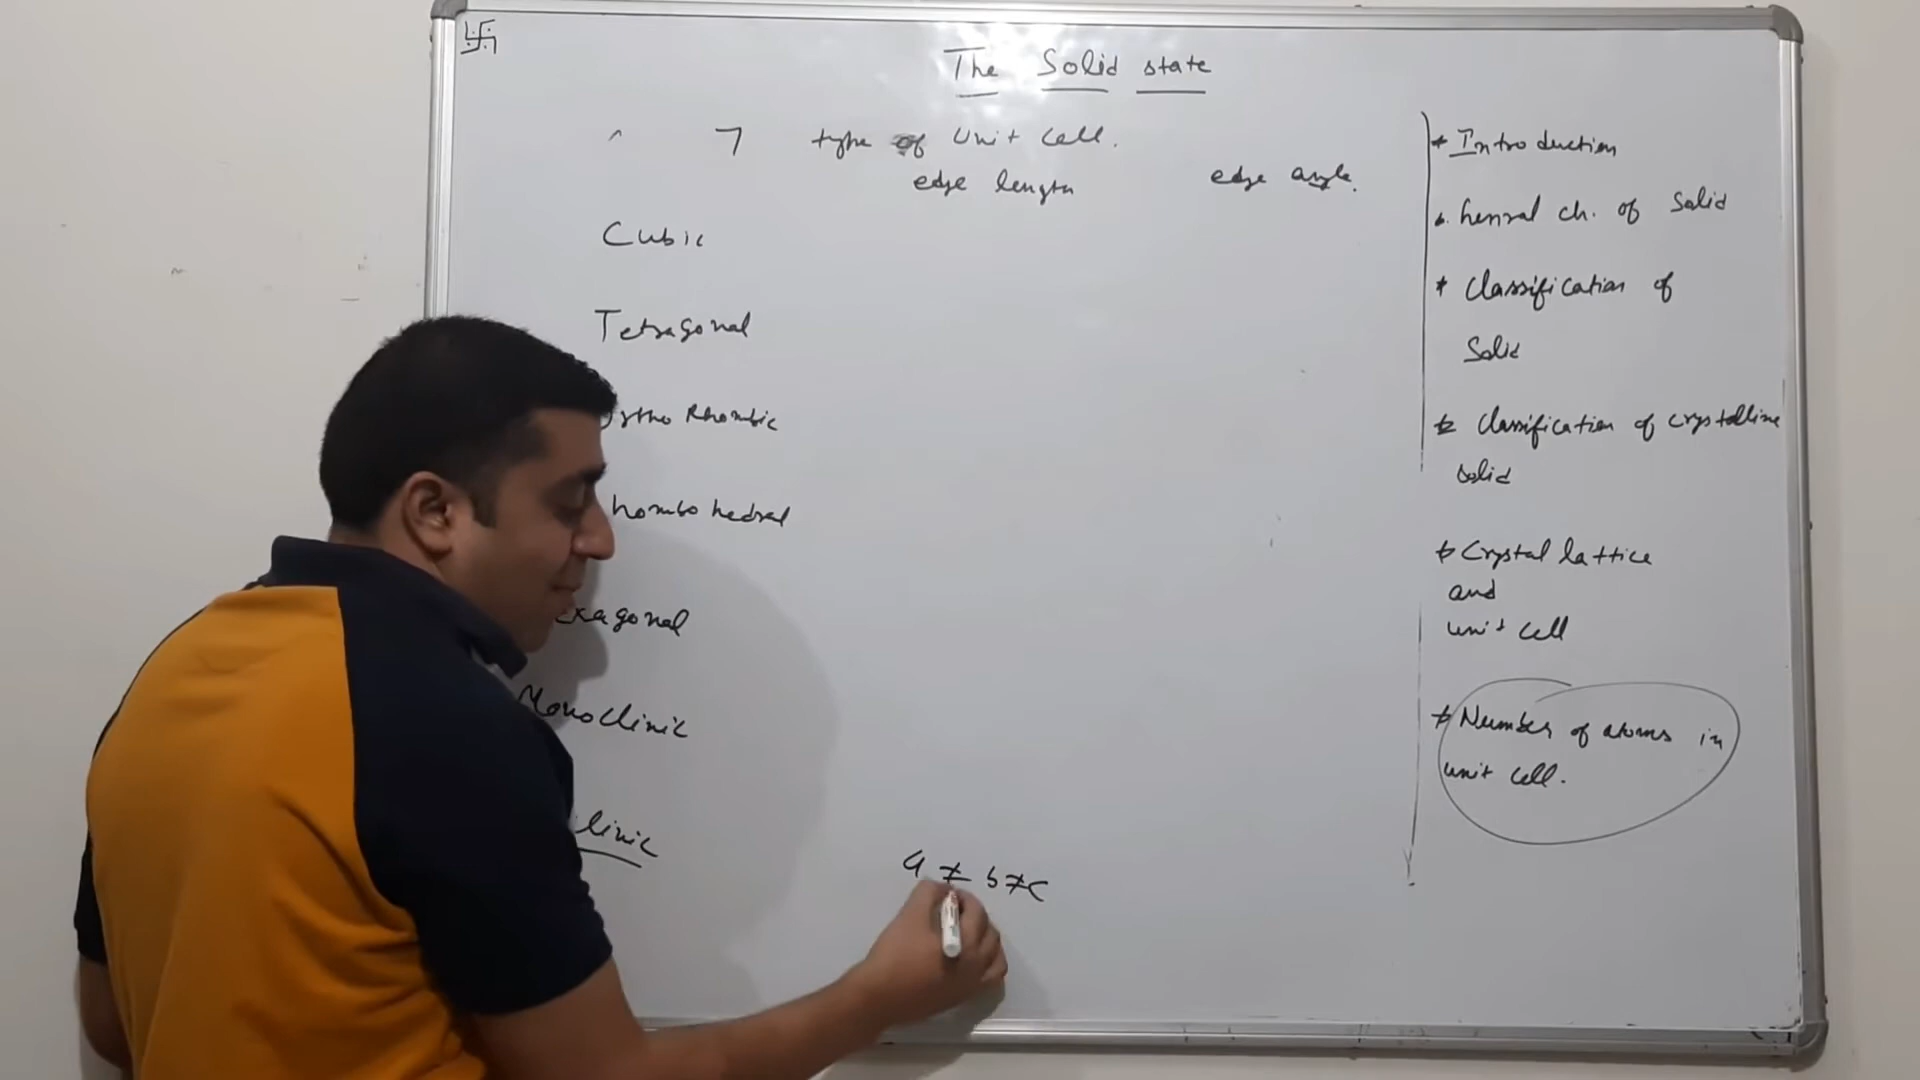 The Solid state
7 type of Unit Cell.
edge length edge angle.
Cubic
Tetragonal
ortho Rhombic
hombohedral
exagonal
Monoclinic
linic
a ≠ b ≠ c
* Introduction
ch. of Solid
* Classification of
Solid
* Classification of crystalline
solid
* Crystal lattice
and
unit cell
* Number of atoms in
unit cell.